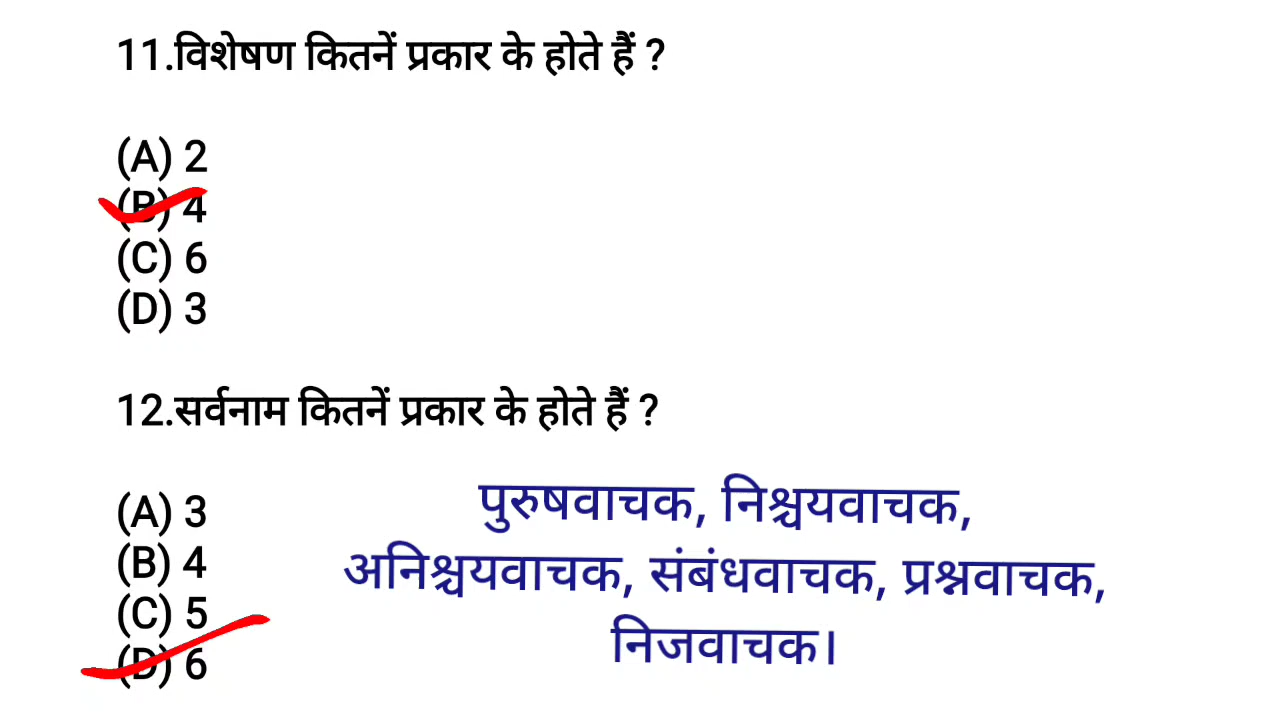 11.विशेषण कितनें प्रकार के होते हैं ?
(A) 2
(B) 4
(C) 6
(D) 3
12.सर्वनाम कितनें प्रकार के होते हैं ?
(A) 3
(B) 4
(C) 5
(D) 6
पुरुषवाचक, निश्चयवाचक,
अनिश्चयवाचक, संबंधवाचक, प्रश्नवाचक,
निजवाचक।